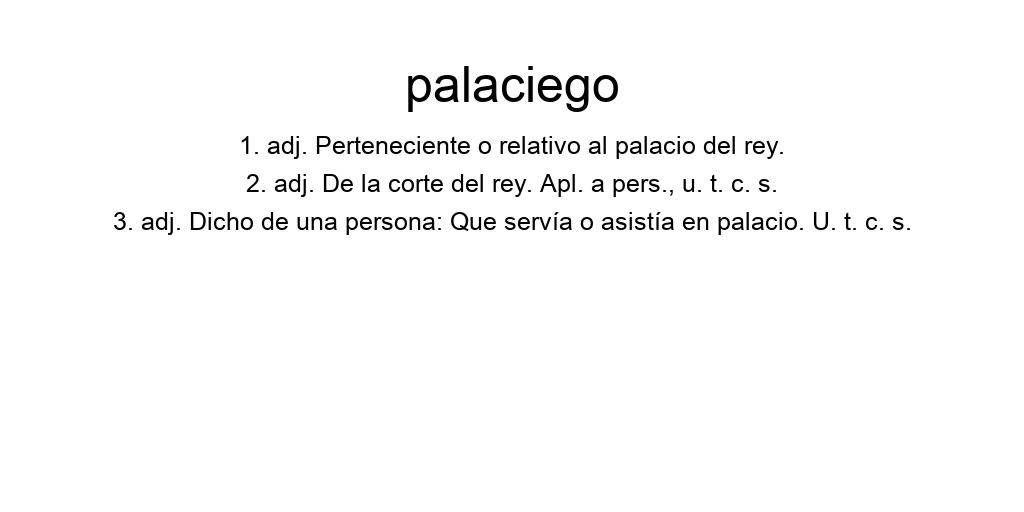 palaciego
1. adj. Perteneciente o relativo al palacio del rey.
2. adj. De la corte del rey. Apl. a pers., u. t. c. s.
3. adj. Dicho de una persona: Que servía o asistía en palacio. U. t. c. s.